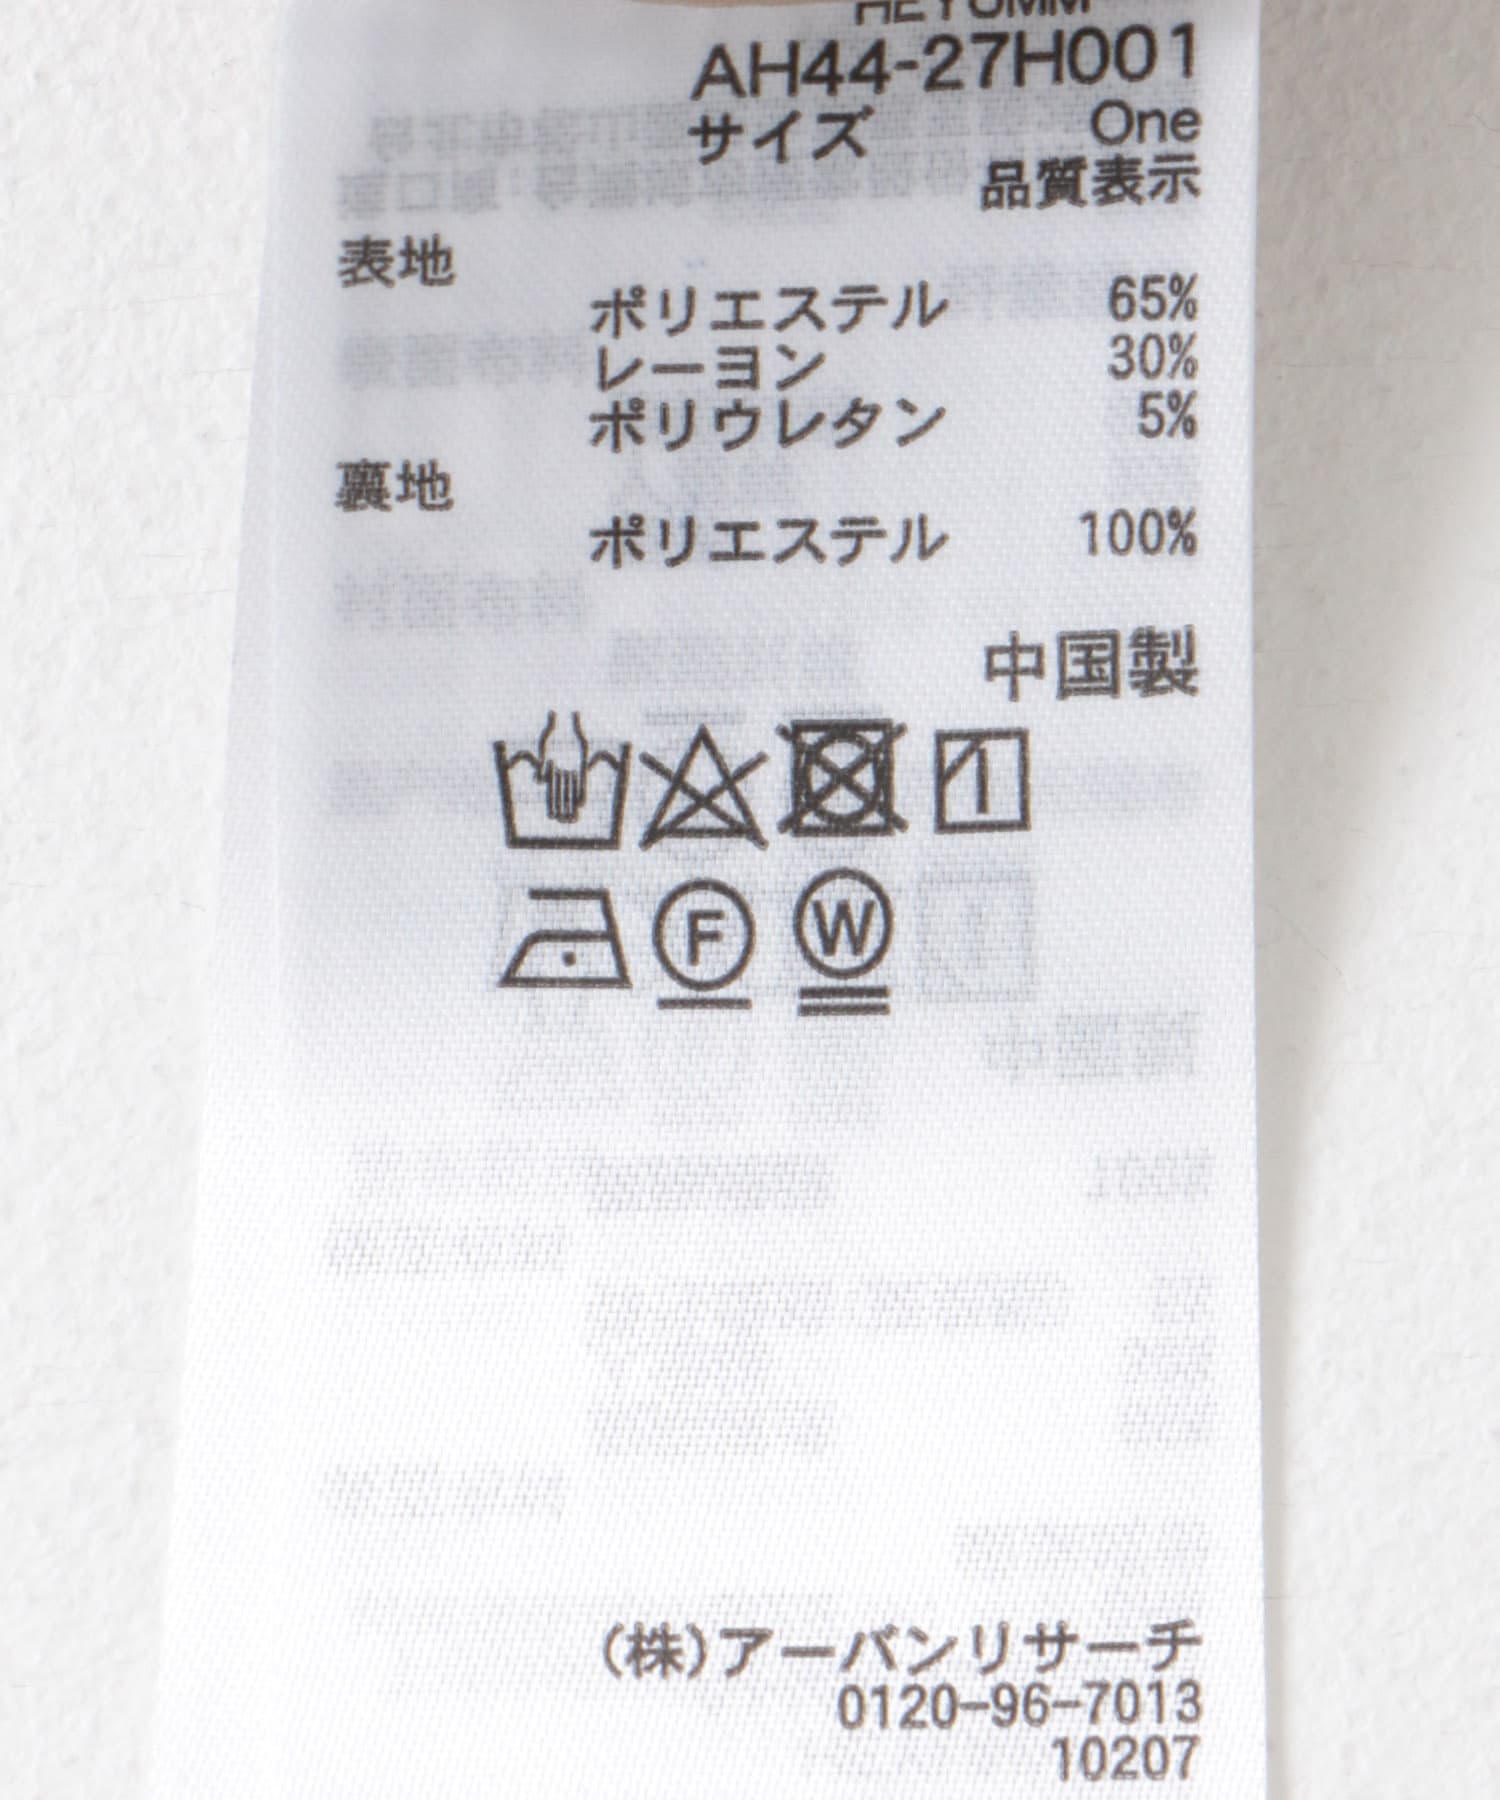 AH44-27H001
サイズ One
品質表示
表地
ポリエステル 65%
レーヨン 30%
ポリウレタン 5%
裏地
ポリエステル 100%
中国製
F W
(株)アーバンリサーチ
0120-96-7013
10207